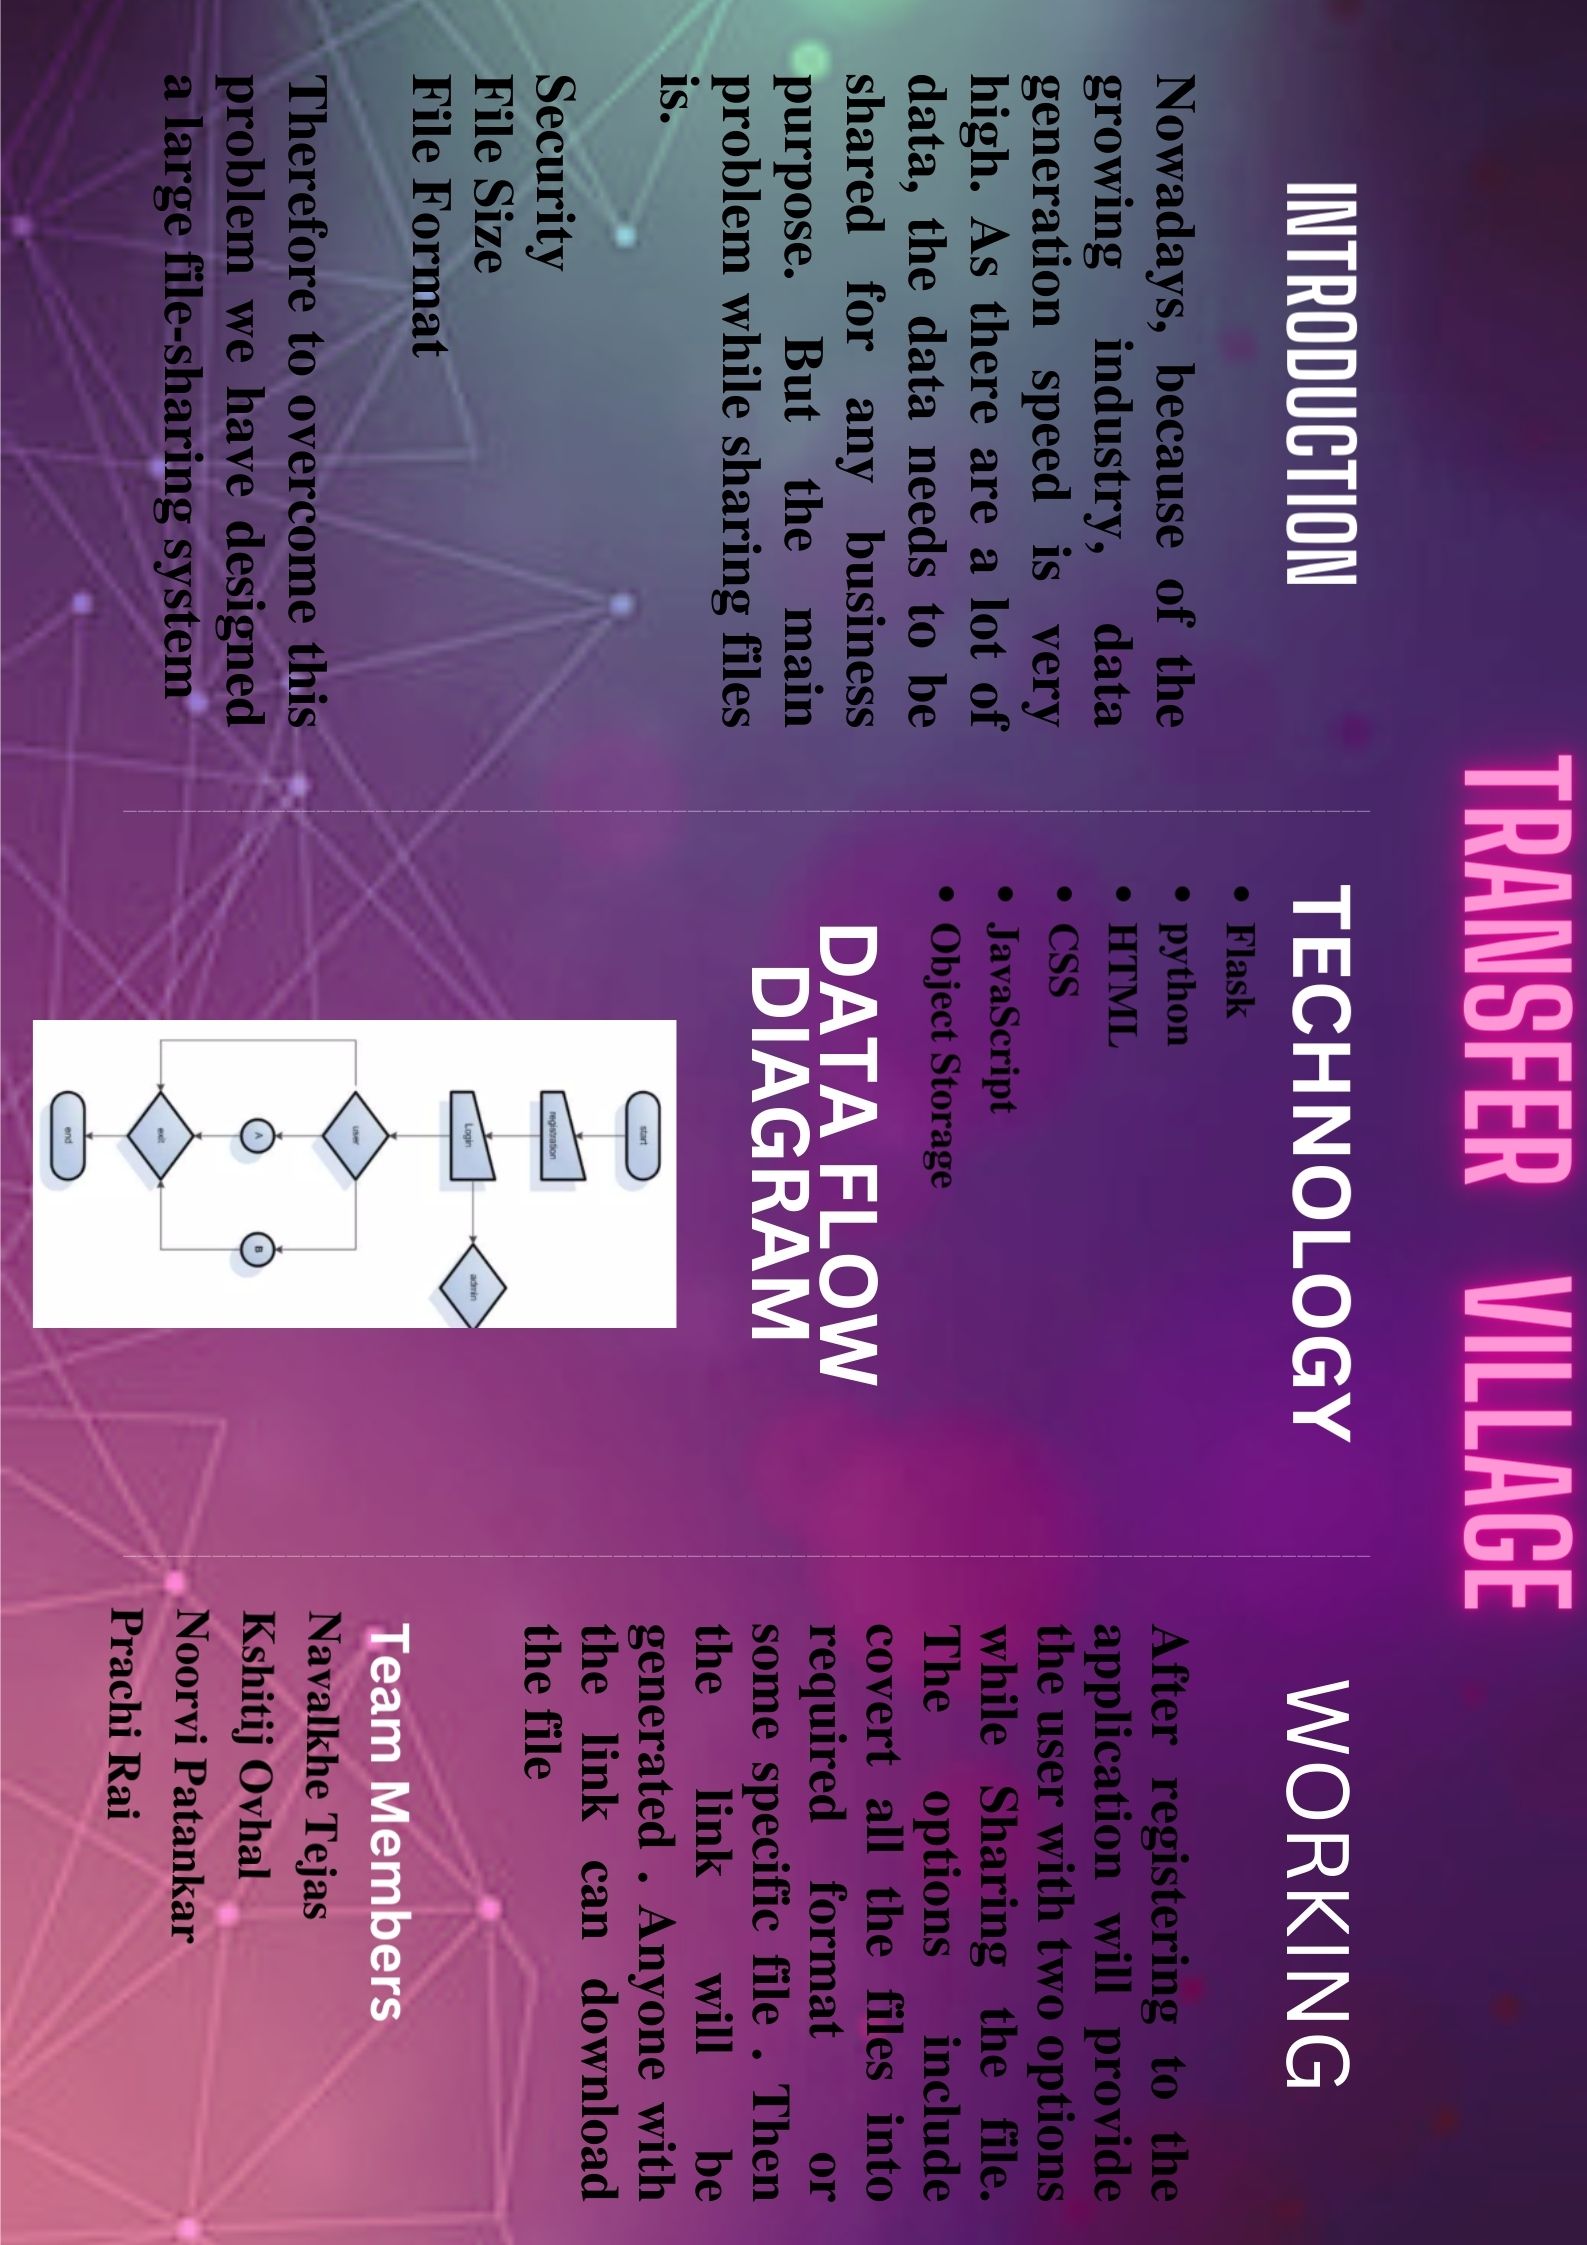 TRANSFER VILLAGE
INTRODUCTION
Nowadays, because of the
growing industry, data
generation speed is very
high. As there are a lot of
data, the data needs to be
shared for any business
purpose. But the main
problem while sharing files
is.
Security
File Size
File Format
Therefore to overcome this
problem we have designed
a large file-sharing system
TECHNOLOGY
• Flask
• python
• HTML
• CSS
• JavaScript
• Object Storage
DATA FLOW
DIAGRAM
start
registration
Login
admin
user
A
B
exit
end
WORKING
After registering to the
application will provide
the user with two options
while Sharing the file.
The options include
covert all the files into
required format or
some specific file . Then
the link will be
generated . Anyone with
the link can download
the file
Team Members
Navalkhe Tejas
Kshitij Ovhal
Noorvi Patankar
Prachi Rai